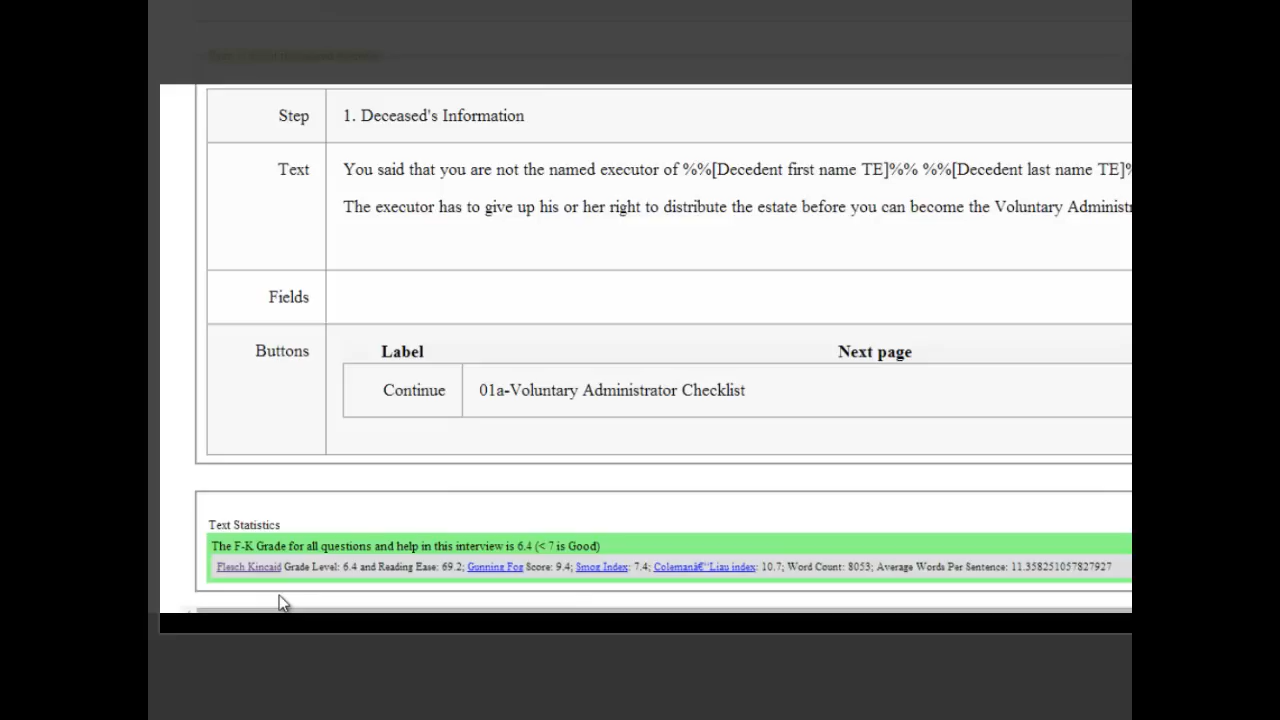 Step
1. Deceased's Information
Text
You said that you are not the named executor of %%[Decedent first name TE]%% %%[Decedent last name TE]%
The executor has to give up his or her right to distribute the estate before you can become the Voluntary Administr
Fields
Buttons
Label
Next page
Continue
01a-Voluntary Administrator Checklist
Text Statistics
The F-K Grade for all questions and help in this interview is 6.4 (< 7 is Good)
Flesch Kincaid Grade Level: 6.4 and Reading Ease: 69.2; Gunning Fog Score: 9.4; Smog Index: 7.4; Colemanâ€"Liau index: 10.7; Word Count: 8053; Average Words Per Sentence: 11.358251057827927